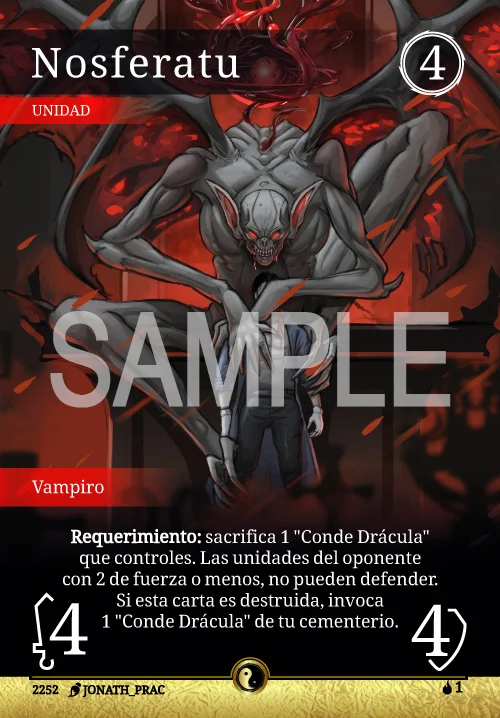 Nosferatu
4
UNIDAD
SAMPLE
Vampiro
Requerimiento: sacrifica 1 "Conde Drácula"
que controles. Las unidades del oponente
con 2 de fuerza o menos, no pueden defender.
Si esta carta es destruida, invoca
1 "Conde Drácula" de tu cementerio.
4
4
2252 JONATH_PRAC
1